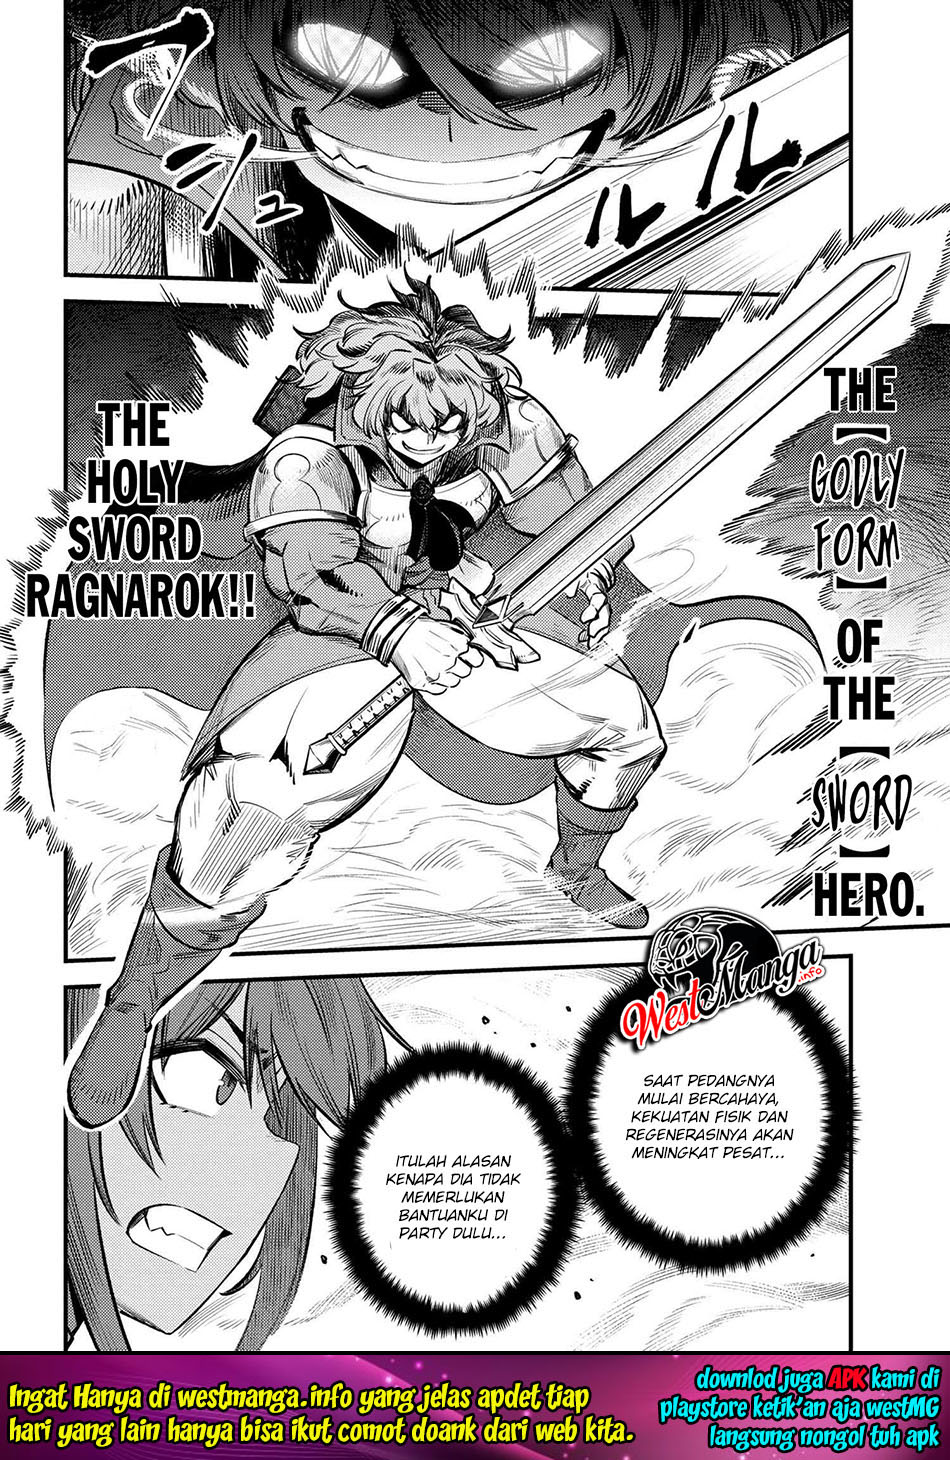 フ
シュ
ルルル
THE
【GODLY
FORM】
OF
THE
【SWORD】
HERO.
THE
HOLY
SWORD
RAGNAROK!!
WestManga
.info
SAAT PEDANGNYA
MULAI BERCAHAYA,
KEKUATAN FISIK DAN
REGENERASINYA AKAN
MENINGKAT PESAT...
ITULAH ALASAN
KENAPA DIA TIDAK
MEMERLUKAN
BANTUANKU DI
PARTY DULU...
Ingat Hanya di westmanga.info yang jelas apdet tiap
hari yang lain hanya bisa ikut comot doank dari web kita.
downlod juga APK kami di
playstore ketik'an aja westMG
langsung nongol tuh apk